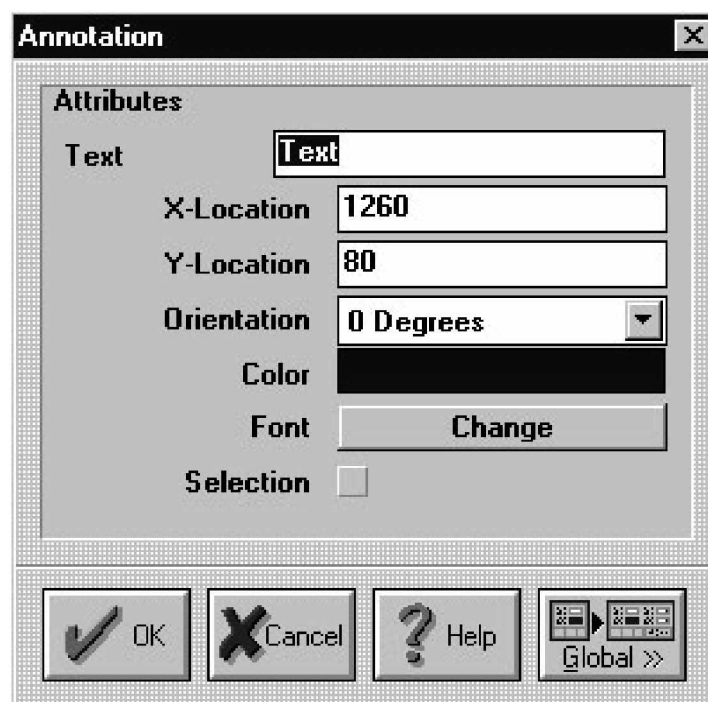 Annotation
Attributes
Text Text
X-Location 1260
Y-Location 80
Orientation 0 Degrees
Color
Font Change
Selection
OK Cancel Help Global >>